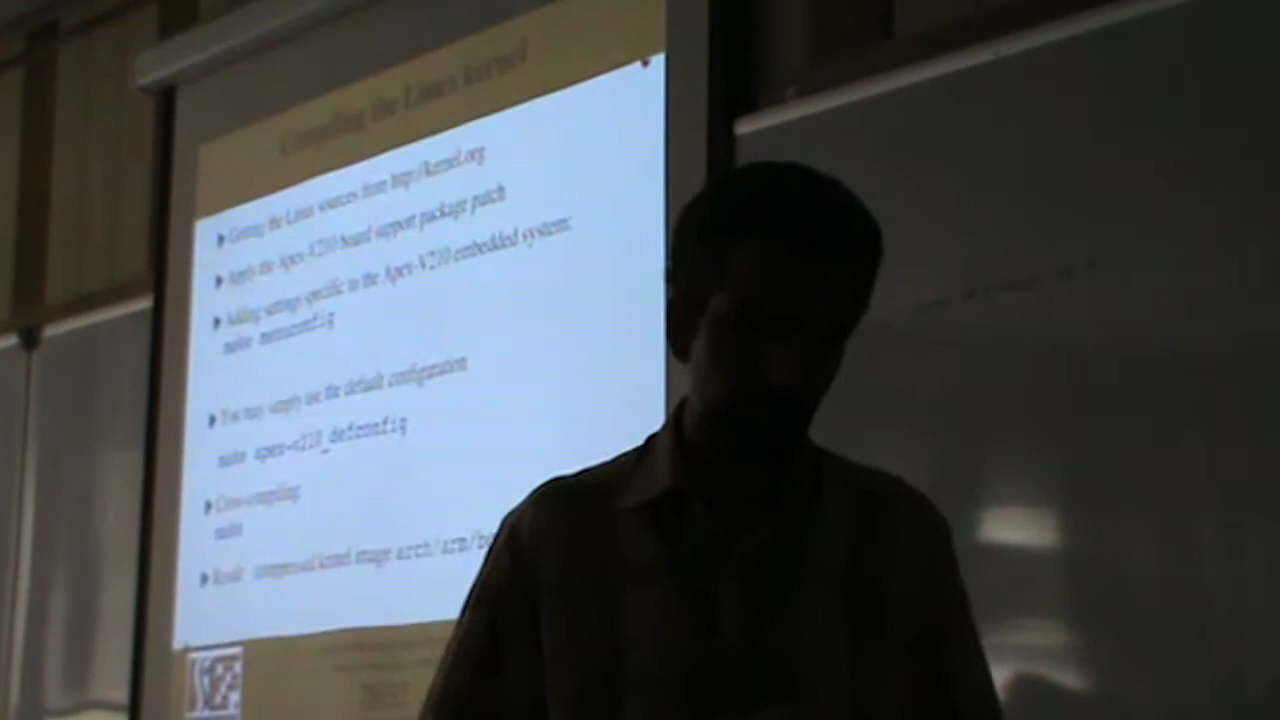 Compiling the Linux kernel
Getting the Linux sources from http://kernel.org
Apply the Apex-V210 board support package patch
Adding settings specific to the Apex-V210 embedded system:
make menuconfig
You may simply use the default configuration
make apex-v210_defconfig
Cross-compiling
make
Result compressed kernel image arch/arm/bo